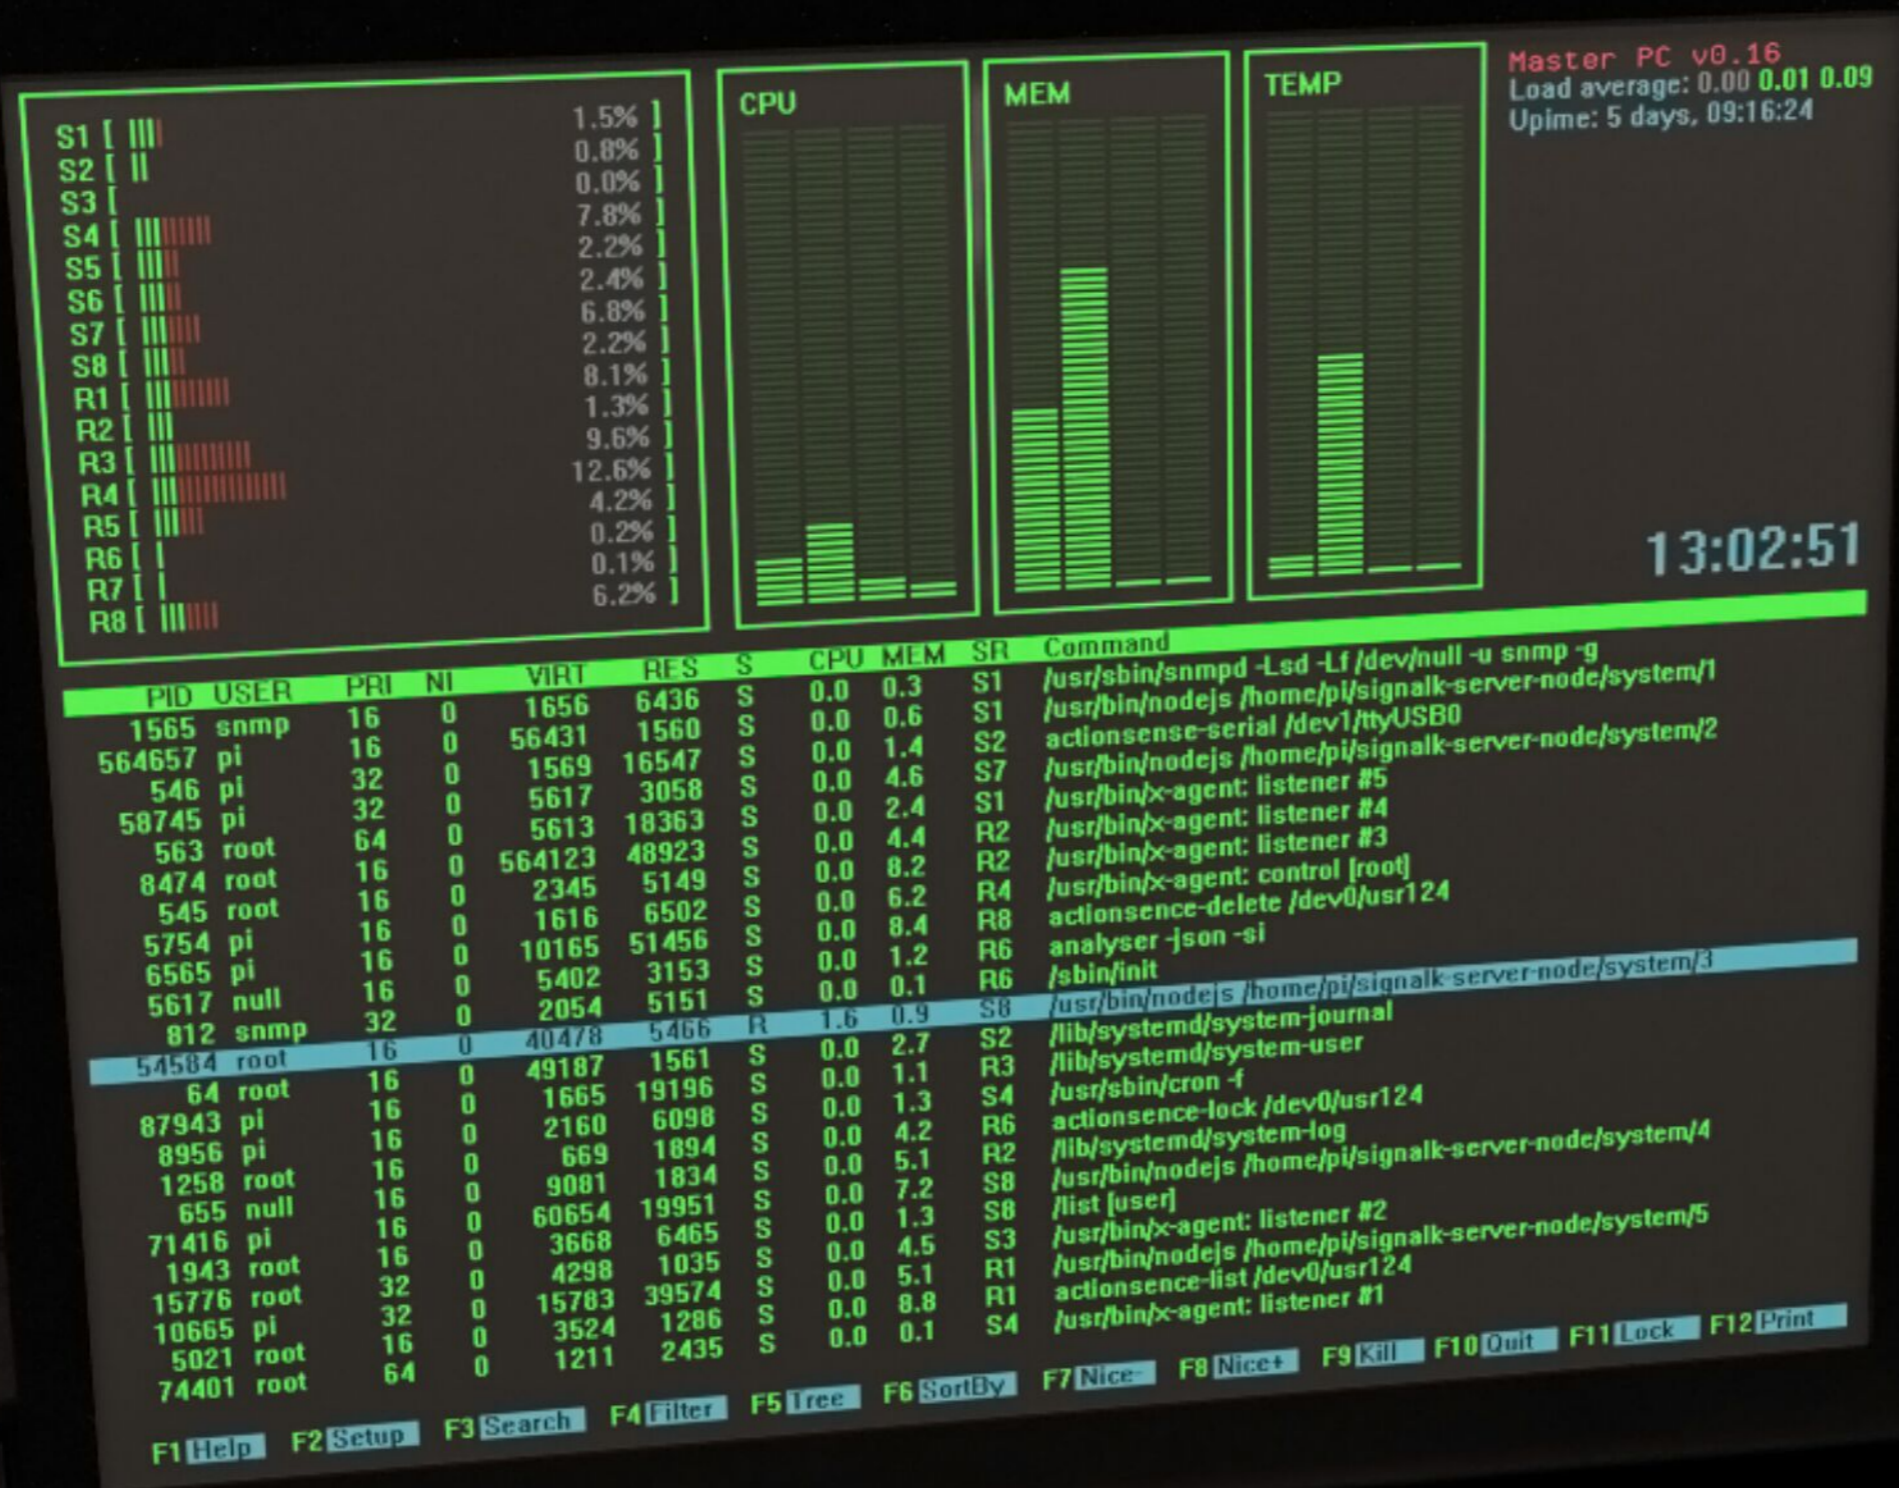 S1 [ 1.5% ]
S2 [ 0.8% ]
S3 [ 0.0% ]
S4 [ 7.8% ]
S5 [ 2.2% ]
S6 [ 2.4% ]
S7 [ 6.8% ]
S8 [ 2.2% ]
R1 [ 8.1% ]
R2 [ 1.3% ]
R3 [ 9.6% ]
R4 [ 12.6% ]
R5 [ 4.2% ]
R6 [ 0.2% ]
R7 [ 0.1% ]
R8 [ 6.2% ]
CPU
MEM
TEMP
Master PC v0.16
Load average: 0.00 0.01 0.09
Upime: 5 days, 09:16:24
13:02:51
PID USER PRI NI VIRT RES S CPU MEM SR Command
1565 snmp 16 0 1656 6436 S 0.0 0.3 S1 /usr/sbin/snmpd -Lsd -Lf /dev/null -u snmp -g
564657 pi 16 0 56431 1560 S 0.0 0.6 S1 /usr/bin/nodejs /home/pi/signalk-server-node/system/1
546 pi 32 0 1569 16547 S 0.0 1.4 S2 actionsense-serial /dev1/ttyUSB0
58745 pi 32 0 5617 3058 S 0.0 4.6 S7 /usr/bin/nodejs /home/pi/signalk-server-node/system/2
563 root 64 0 5613 18363 S 0.0 2.4 S1 /usr/bin/x-agent: listener #5
8474 root 16 0 564123 48923 S 0.0 4.4 R2 /usr/bin/x-agent: listener #4
545 root 16 0 2345 5149 S 0.0 8.2 R2 /usr/bin/x-agent: listener #3
5754 pi 16 0 1616 6502 S 0.0 6.2 R4 /usr/bin/x-agent: control [root]
6565 pi 16 0 10165 51456 S 0.0 8.4 R8 actionsence-delete /dev0/usr124
5617 null 16 0 5402 3153 S 0.0 1.2 R6 analyser -json -si
812 snmp 32 0 2054 5151 S 0.0 0.1 R6 /sbin/init
54584 root 16 0 40478 5466 R 1.6 0.9 S8 /usr/bin/nodejs /home/pi/signalk-server-node/system/3
64 root 16 0 49187 1561 S 0.0 2.7 S2 /lib/systemd/system-journal
87943 pi 16 0 1665 19196 S 0.0 1.1 R3 /lib/systemd/system-user
8956 pi 16 0 2160 6098 S 0.0 1.3 S4 /usr/sbin/cron -f
1258 root 16 0 669 1894 S 0.0 4.2 R6 actionsence-lock /dev0/usr124
655 null 16 0 9081 1834 S 0.0 5.1 R2 /lib/systemd/system-log
71416 pi 16 0 60654 19951 S 0.0 7.2 S8 /usr/bin/nodejs /home/pi/signalk-server-node/system/4
1943 root 16 0 3668 6465 S 0.0 1.3 S8 /list [user]
15776 root 32 0 4298 1035 S 0.0 4.5 S3 /usr/bin/x-agent: listener #2
10665 pi 32 0 15783 39574 S 0.0 5.1 R1 /usr/bin/nodejs /home/pi/signalk-server-node/system/5
5021 root 16 0 3524 1286 S 0.0 8.8 R1 actionsence-list /dev0/usr124
74401 root 64 0 1211 2435 S 0.0 0.1 S4 /usr/bin/x-agent: listener #1
F1 Help F2 Setup F3 Search F4 Filter F5 Tree F6 SortBy F7 Nice- F8 Nice+ F9 Kill F10 Quit F11 Lock F12 Print